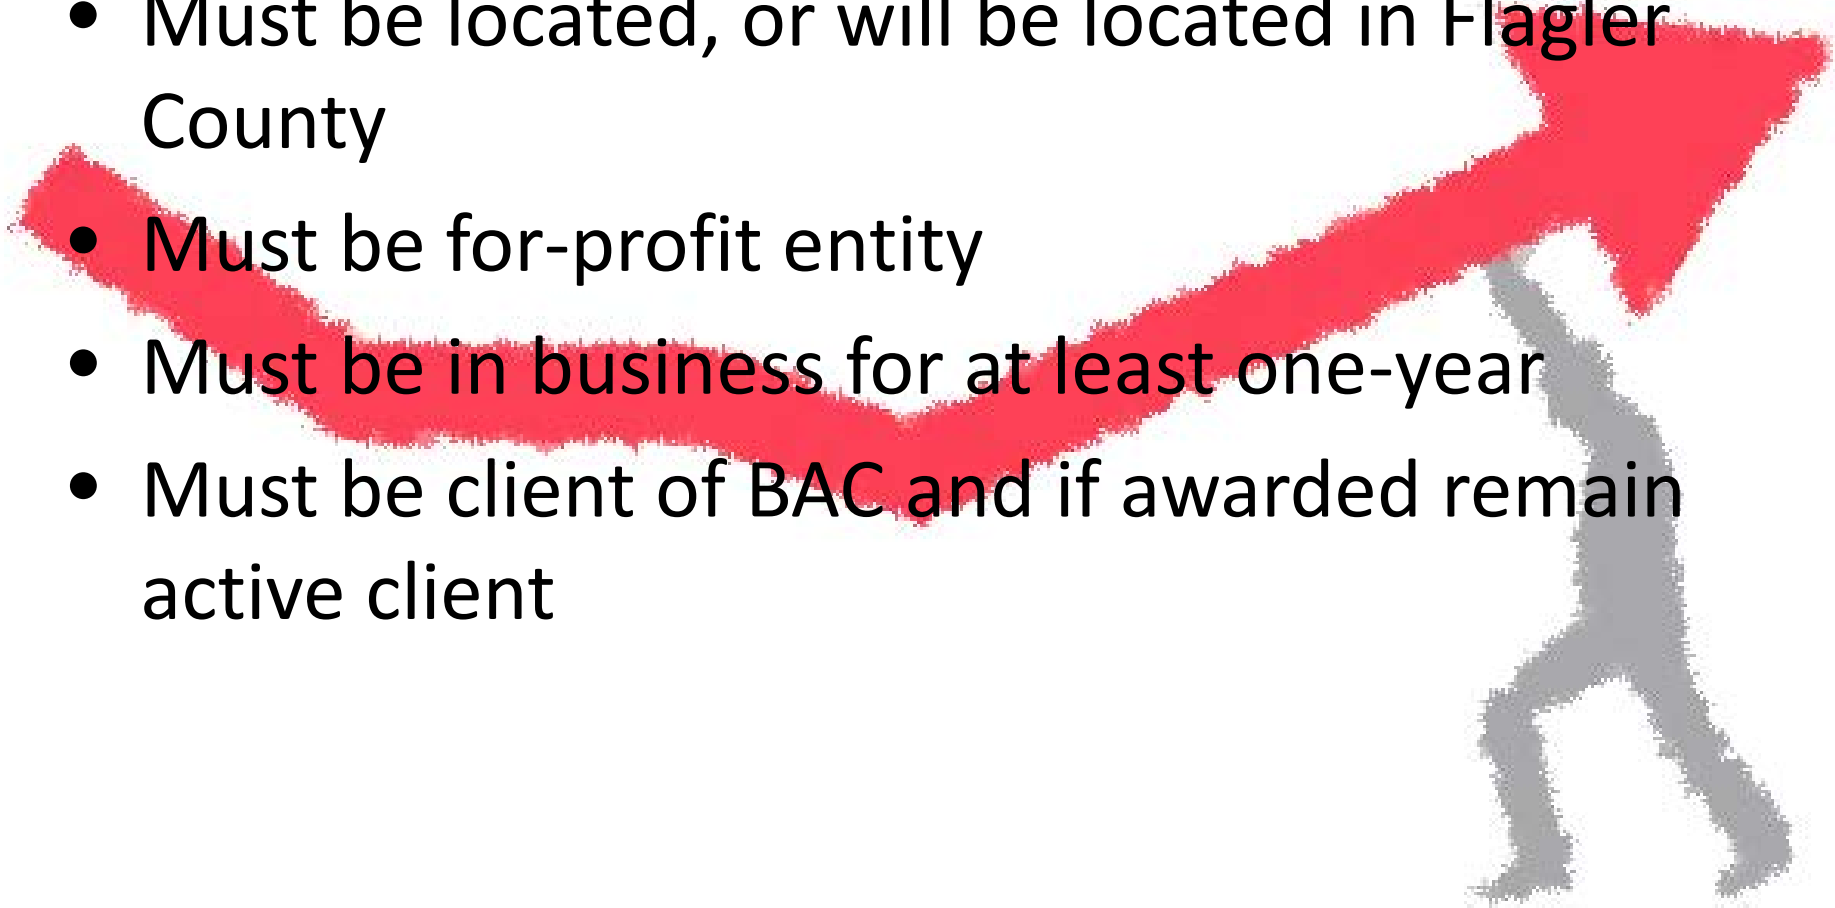 • Must be located, or will be located in Flagler
County
• Must be for-profit entity
• Must be in business for at least one-year
• Must be client of BAC and if awarded remain
active client